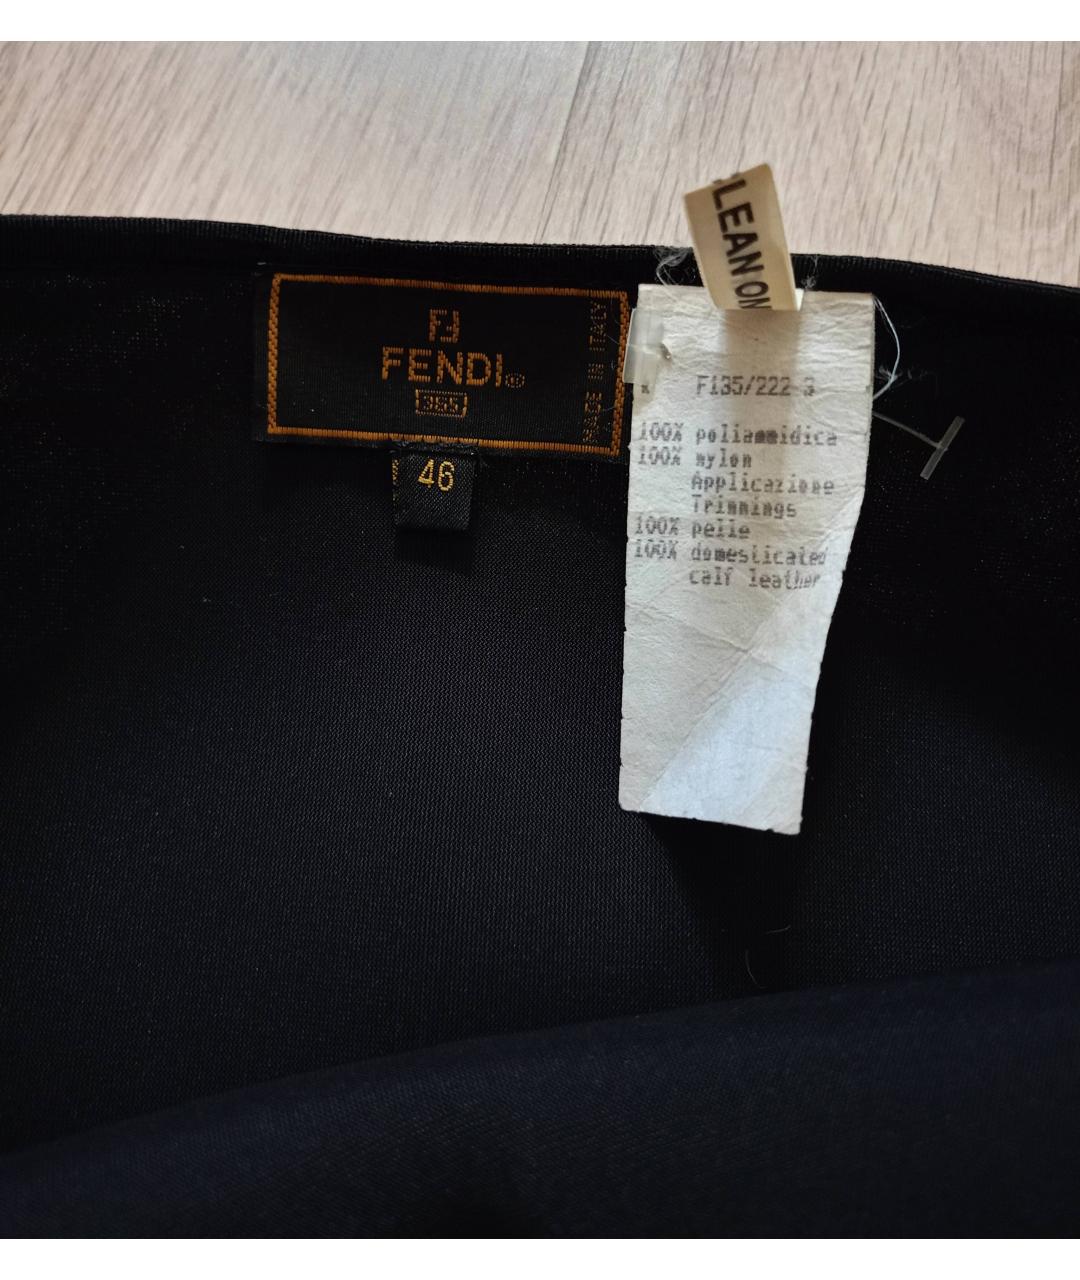 FENDI®
365
MADE IN ITALY
46
LEAN ON
F135/222 3
100% poliammidica
100% nylon
Applicazione
Trimmings
100% pelle
100% domesticated
calf leather